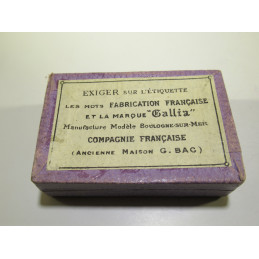 EXIGER SUR L'ÉTIQUETTE
LES MOTS FABRICATION FRANÇAISE
ET LA MARQUE "Gallia"
Manufacture Modèle BOULOGNE-SUR-MER
COMPAGNIE FRANÇAISE
(ANCIENNE MAISON G. BAC)